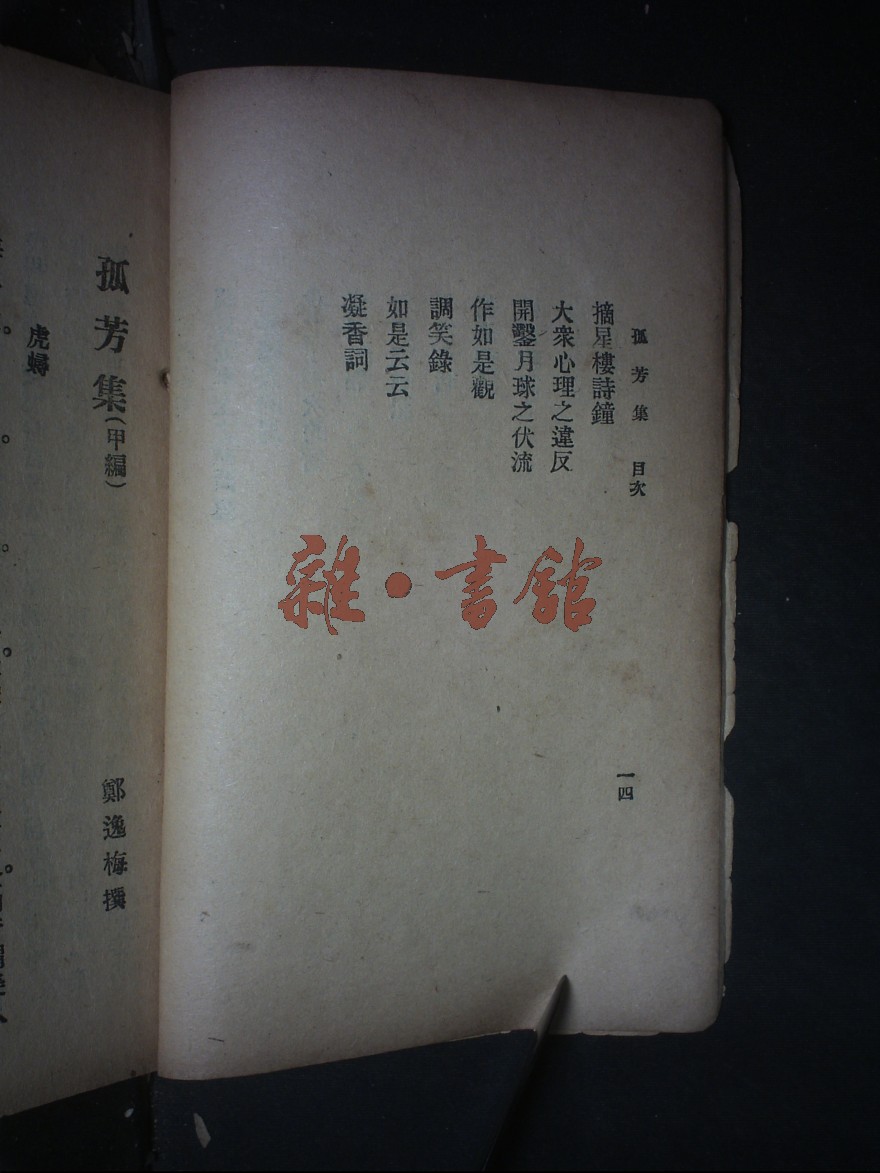 孤芳集　目次
摘星樓詩鐘
大衆心理之違反
開鑿月球之伏流
作如是觀
調笑錄
如是云云
凝香詞
一四
孤芳集(甲編)
鄭逸梅撰
虎蟳
雜·書館